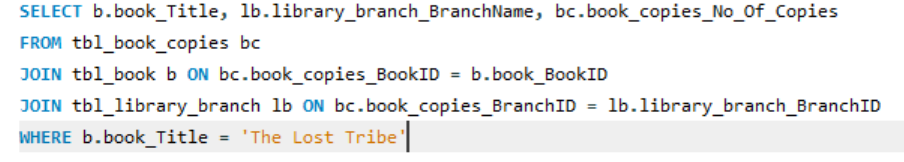 SELECT b.book_Title, lb.library_branch_BranchName, bc.book_copies_No_Of_Copies
FROM tbl_book_copies bc
JOIN tbl_book b ON bc.book_copies_BookID = b.book_BookID
JOIN tbl_library_branch lb ON bc.book_copies_BranchID = lb.library_branch_BranchID
WHERE b.book_Title = 'The Lost Tribe'